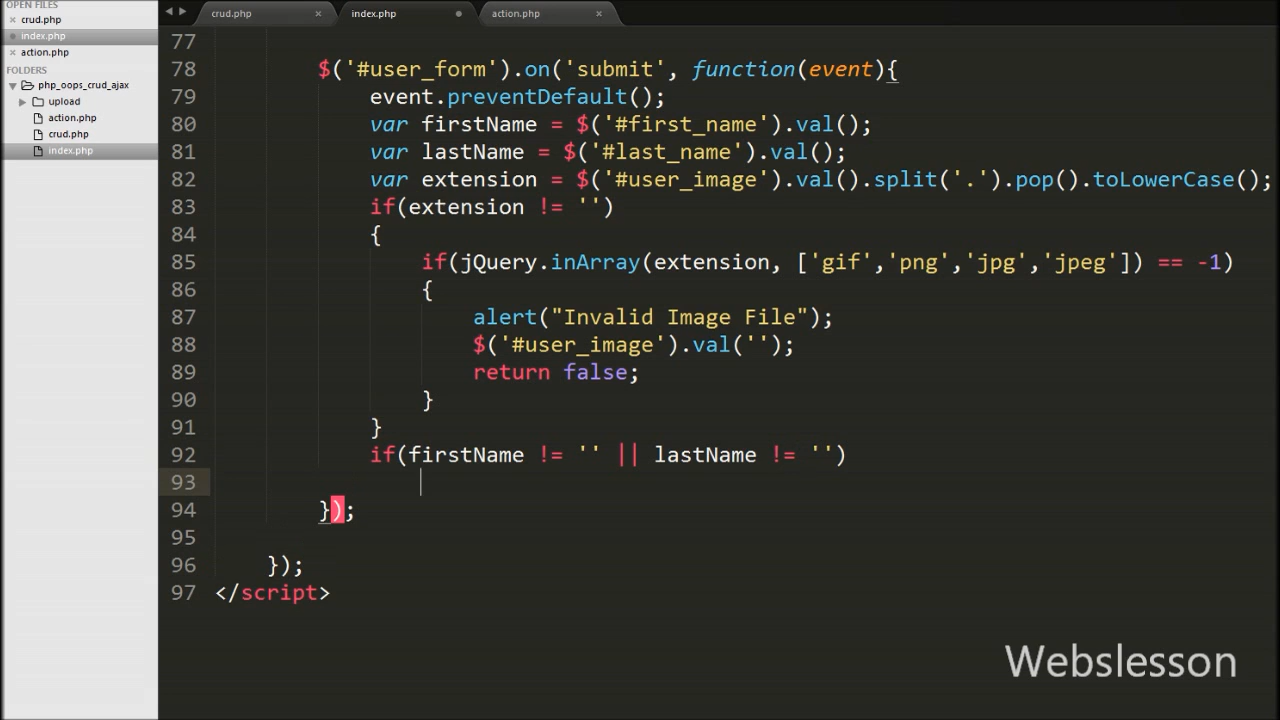 OPEN FILES
crud.php
index.php
action.php
FOLDERS
php_oops_crud_ajax
upload
action.php
crud.php
index.php
crud.php × index.php action.php ×
77
78 $('#user_form').on('submit', function(event){
79 event.preventDefault();
80 var firstName = $('#first_name').val();
81 var lastName = $('#last_name').val();
82 var extension = $('#user_image').val().split('.').pop().toLowerCase();
83 if(extension != '')
84 {
85 if(jQuery.inArray(extension, ['gif','png','jpg','jpeg']) == -1)
86 {
87 alert("Invalid Image File");
88 $('#user_image').val('');
89 return false;
90 }
91 }
92 if(firstName != '' || lastName != '')
93
94 });
95
96 });
97 </script>
Webslesson